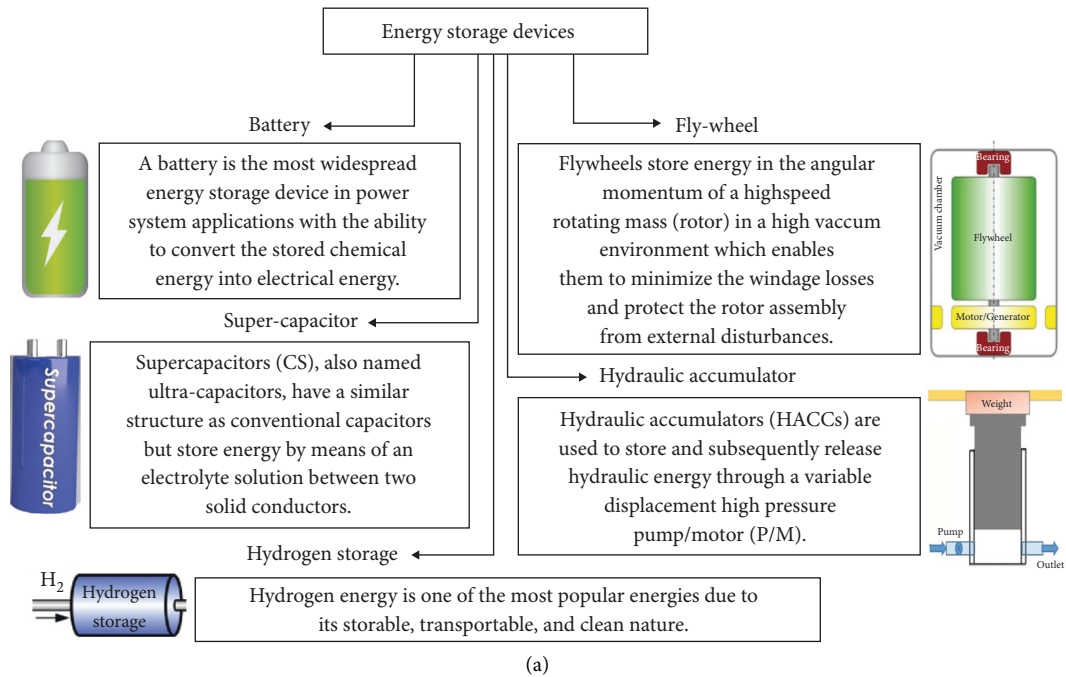 Energy storage devices
Battery
A battery is the most widespread
energy storage device in power
system applications with the ability
to convert the stored chemical
energy into electrical energy.
Super-capacitor
Supercapacitor
Supercapacitors (CS), also named
ultra-capacitors, have a similar
structure as conventional capacitors
but store energy by means of an
electrolyte solution between two
solid conductors.
Fly-wheel
Flywheels store energy in the angular
momentum of a highspeed
rotating mass (rotor) in a high vaccum
environment which enables
them to minimize the windage losses
and protect the rotor assembly
from external disturbances.
Bearing
Vacuum chamber
Flywheel
Motor/Generator
Bearing
Hydraulic accumulator
Hydraulic accumulators (HACCs) are
used to store and subsequently release
hydraulic energy through a variable
displacement high pressure
pump/motor (P/M).
Weight
Pump
Outlet
Hydrogen storage
H2
Hydrogen
storage
Hydrogen energy is one of the most popular energies due to
its storable, transportable, and clean nature.
(a)